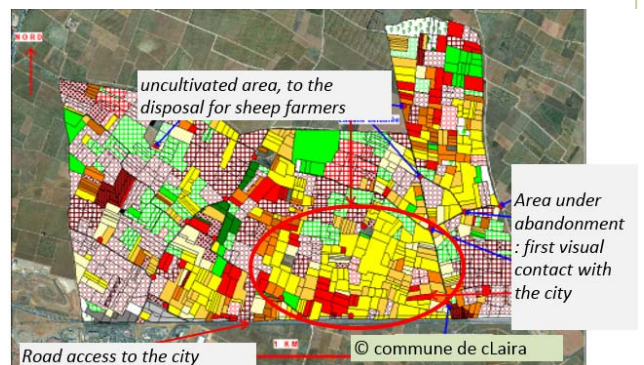 NORD
uncultivated area, to the
disposal for sheep farmers
Area under
abandonment
: first visual
contact with
the city
Road access to the city
1 KM
© commune de cLaira